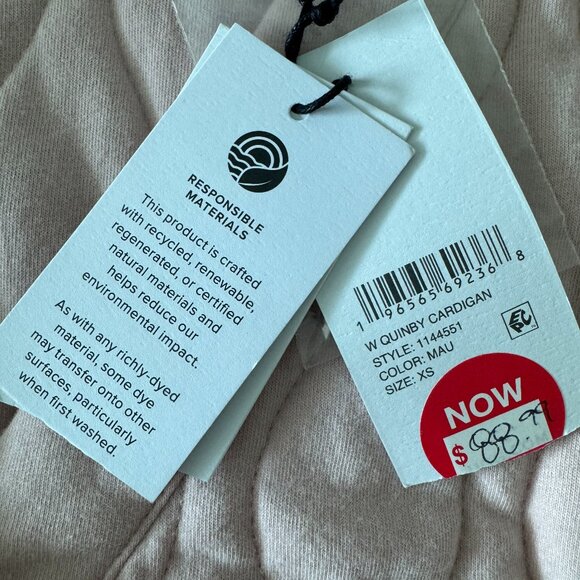 RESPONSIBLE
MATERIALS
This product is crafted
with recycled, renewable,
regenerated, or certified
natural materials and
helps reduce our
environmental impact.
As with any richly-dyed
material, some dye
may transfer onto other
surfaces, particularly
when first washed.
1 96565 69236 8
W QUINBY CARDIGAN
STYLE: 1144551
COLOR: MAU
SIZE: XS
NOW
$ 88.99